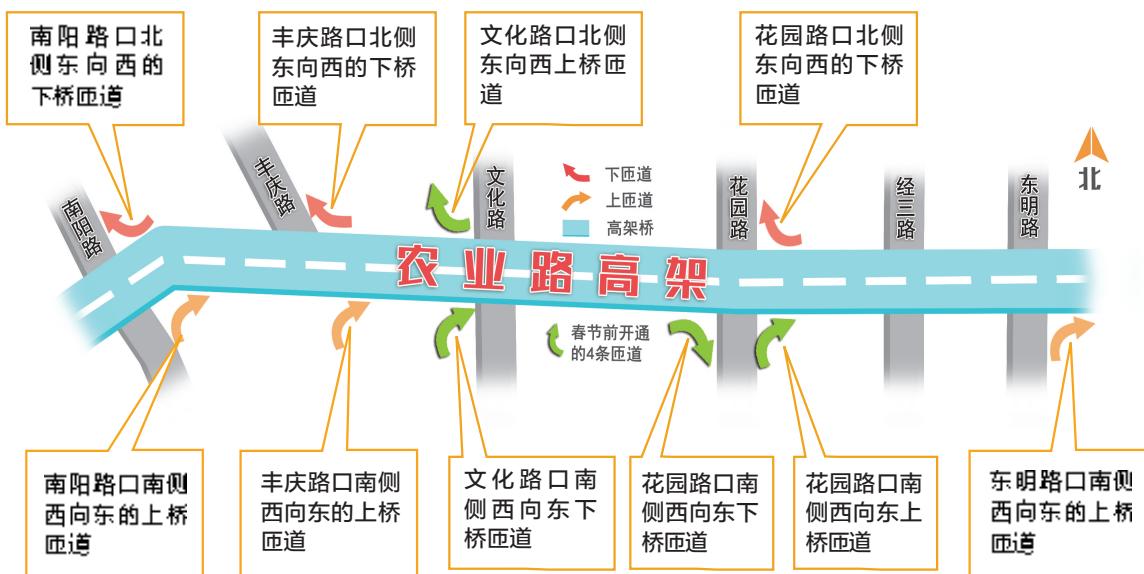 南阳路口北
侧东向西的
下桥匝道
丰庆路口北侧
东向西的下桥
匝道
文化路口北侧
东向西上桥匝
道
花园路口北侧
东向西的下桥
匝道
南阳路
丰庆路
文化路
下匝道
上匝道
高架桥
花园路
经三路
东明路
北
农业路高架
春节前开通
的4条匝道
南阳路口南侧
西向东的上桥
匝道
丰庆路口南侧
西向东的上桥
匝道
文化路口南
侧西向东下
桥匝道
花园路口南
侧西向东下
桥匝道
花园路口南
侧西向东上
桥匝道
东明路口南侧
西向东的上桥
匝道